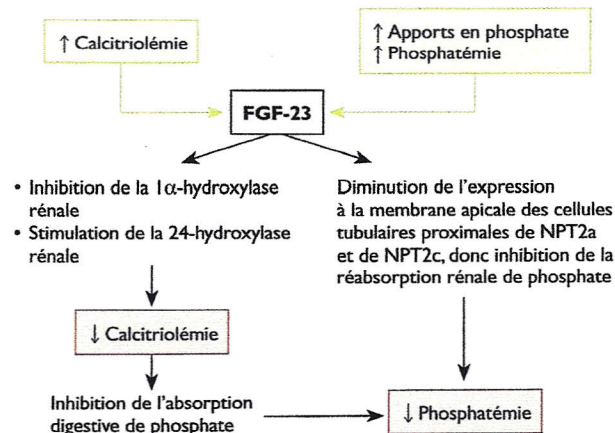 ↑ Calcitriolémie
↑ Apports en phosphate
↑ Phosphatémie
FGF-23
• Inhibition de la 1α-hydroxylase
rénale
• Stimulation de la 24-hydroxylase
rénale
Diminution de l'expression
à la membrane apicale des cellules
tubulaires proximales de NPT2a
et de NPT2c, donc inhibition de la
réabsorption rénale de phosphate
↓ Calcitriolémie
Inhibition de l'absorption
digestive de phosphate
↓ Phosphatémie